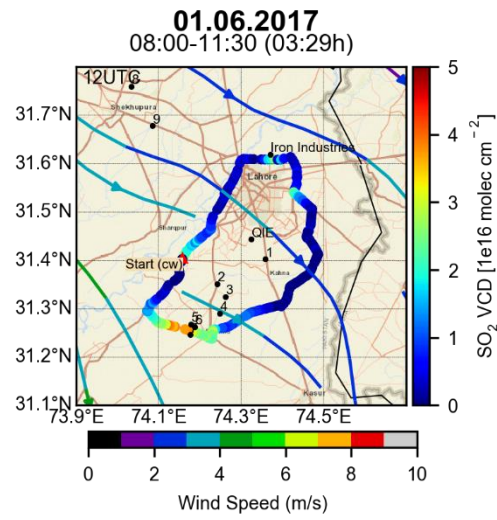 01.06.2017
08:00-11:30 (03:29h)
12UTC
Shekhupura
9
Iron Industries
Lahore
Sharqpur
QIE
1
Start (cw)
Kahna
2
3
4
5
6
Kasur
31.7°N
31.6°N
31.5°N
31.4°N
31.3°N
31.2°N
31.1°N
73.9°E
74.1°E
74.3°E
74.5°E
5
4
3
2
1
0
SO₂ VCD [1e16 molec cm⁻²]
0
2
4
6
8
10
Wind Speed (m/s)